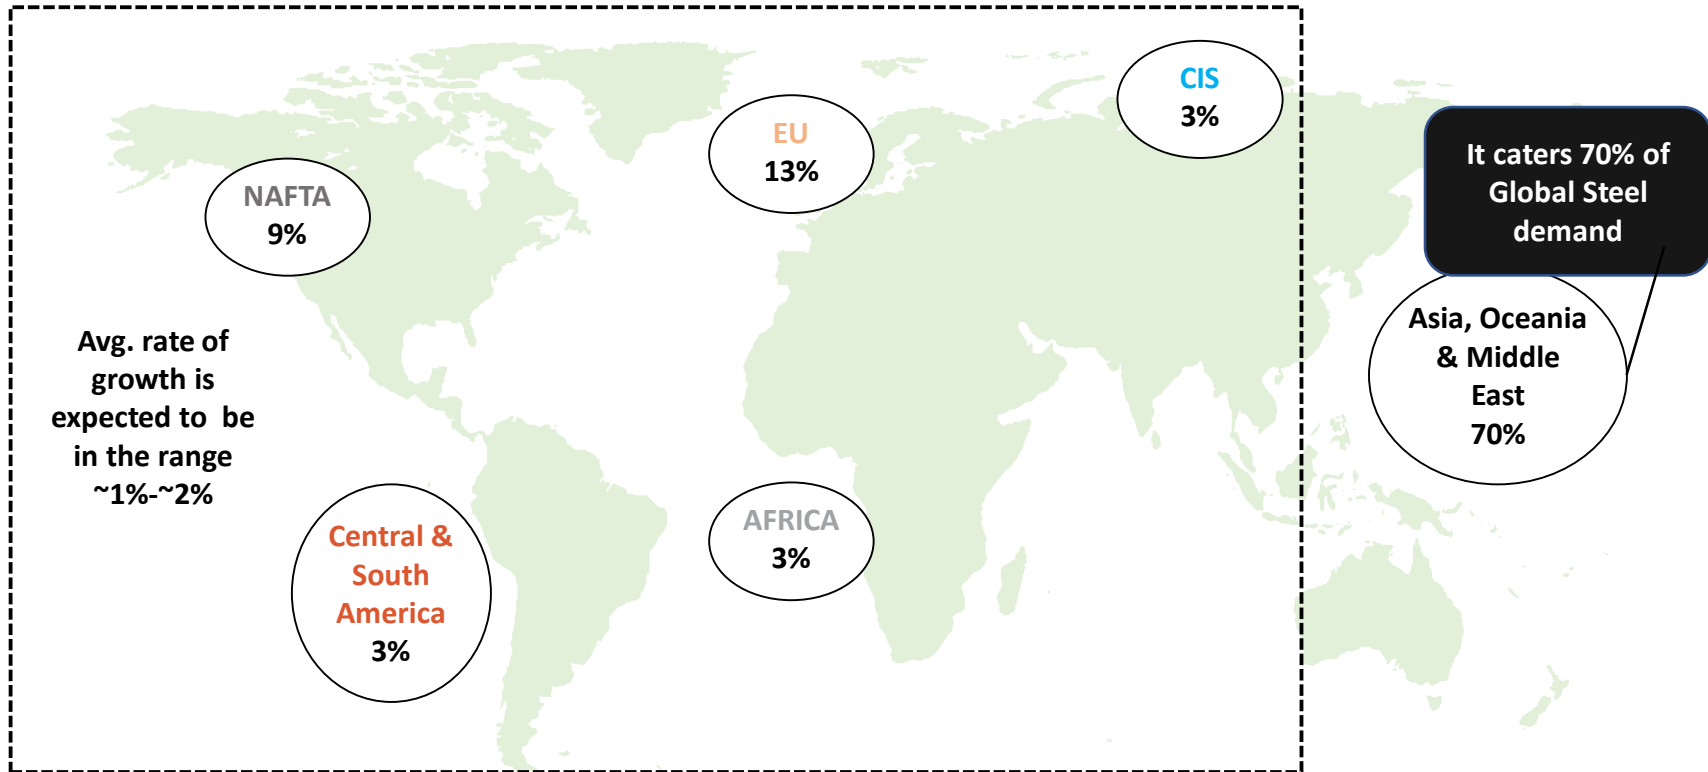 CIS
3%
EU
13%
It caters 70% of
Global Steel
demand
NAFTA
9%
Asia, Oceania
& Middle
East
70%
Avg. rate of
growth is
expected to  be
in the range
~1%-~2%
AFRICA
3%
Central &
South
America
3%